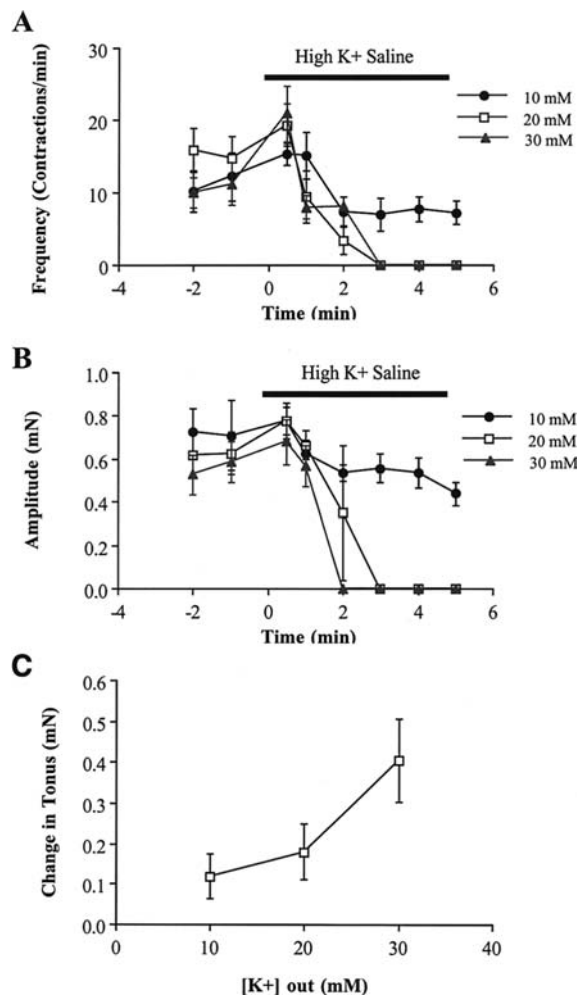 A
High K+ Saline
Frequency (Contractions/min)
30
20
10
0
-4
-2
0
2
4
6
Time (min)
10 mM
20 mM
30 mM
B
High K+ Saline
Amplitude (mN)
1.0
0.8
0.6
0.4
0.2
0.0
-4
-2
0
2
4
6
Time (min)
10 mM
20 mM
30 mM
C
Change in Tonus (mN)
0.6
0.5
0.4
0.3
0.2
0.1
0.0
0
10
20
30
40
[K+] out (mM)